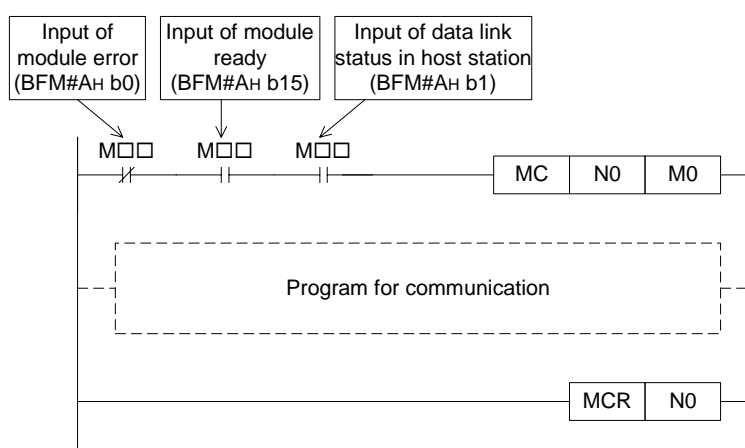 Input of
module error
(BFM#AH b0)
Input of module
ready
(BFM#AH b15)
Input of data link
status in host station
(BFM#AH b1)
M□□
M□□
M□□
MC
N0
M0
Program for communication
MCR
N0